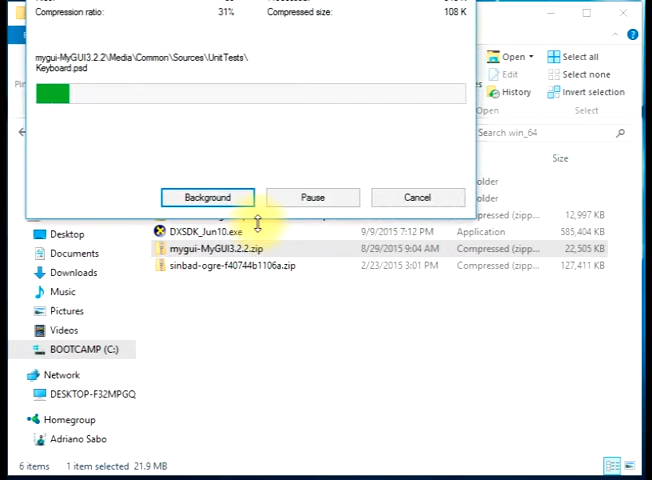 Compression ratio: 31% Compressed size: 108 K
mygui-MyGUI3.2.2\Media\Common\Sources\UnitTests\
Keyboard.psd
Background Pause Cancel
Open Select all
Edit Select none
History Invert selection
Open Select
Search win_64
Size
older
older
ompressed (zipp... 12,997 KB
Desktop
DXSDK_Jun10.exe 9/9/2015 7:12 PM Application 585,404 KB
Documents
mygui-MyGUI3.2.2.zip 8/29/2015 9:04 AM Compressed (zipp... 22,505 KB
Downloads
sinbad-ogre-f40744b1106a.zip 2/23/2015 3:01 PM Compressed (zipp... 127,411 KB
Music
Pictures
Videos
BOOTCAMP (C:)
Network
DESKTOP-F32MPGQ
Homegroup
Adriano Sabo
6 items 1 item selected 21.9 MB